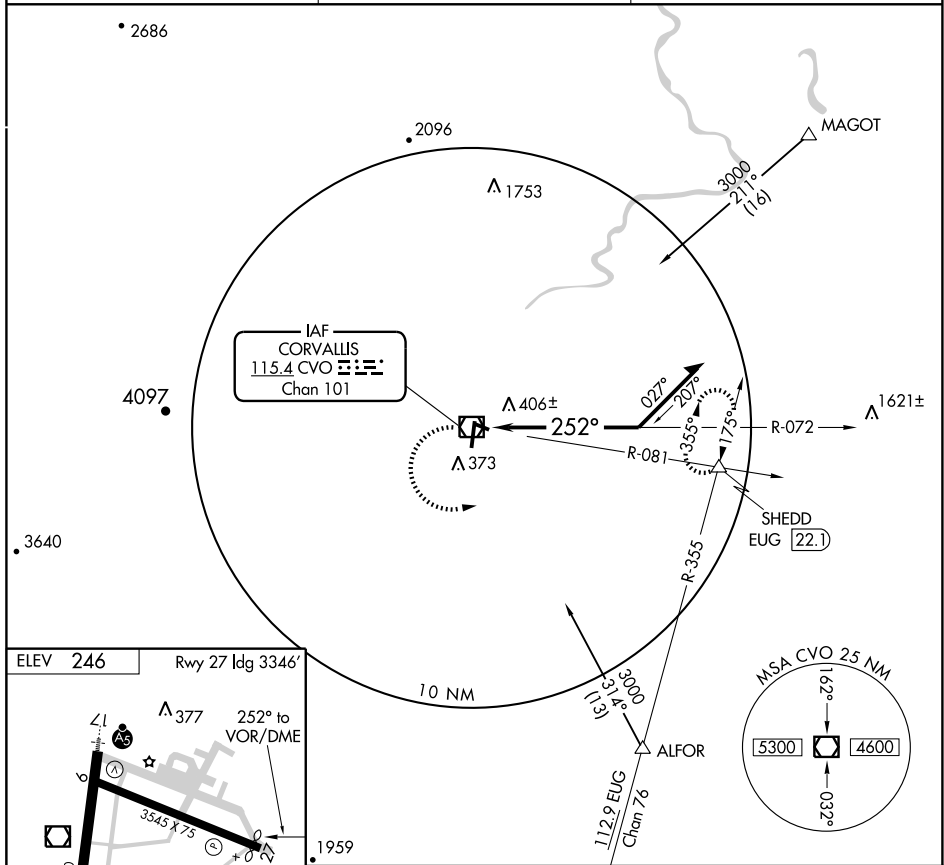 2686
2096
MAGOT
1753
3000
211°
(16)
IAF
CORVALLIS
115.4 CVO
Chan 101
4097
406±
1621±
027°
207°
252°
355°
175°
R-072
R-081
373
SHEDD
EUG 22.1
3640
R-355
3000
314°
(13)
10 NM
ALFOR
112.9 EUG
Chan 76
MSA CVO 25 NM
162°
5300
4600
032°
ELEV 246
Rwy 27 ldg 3346'
17
A5
377
252° to
VOR/DME
V
9
3545 X 75
P
27
1959